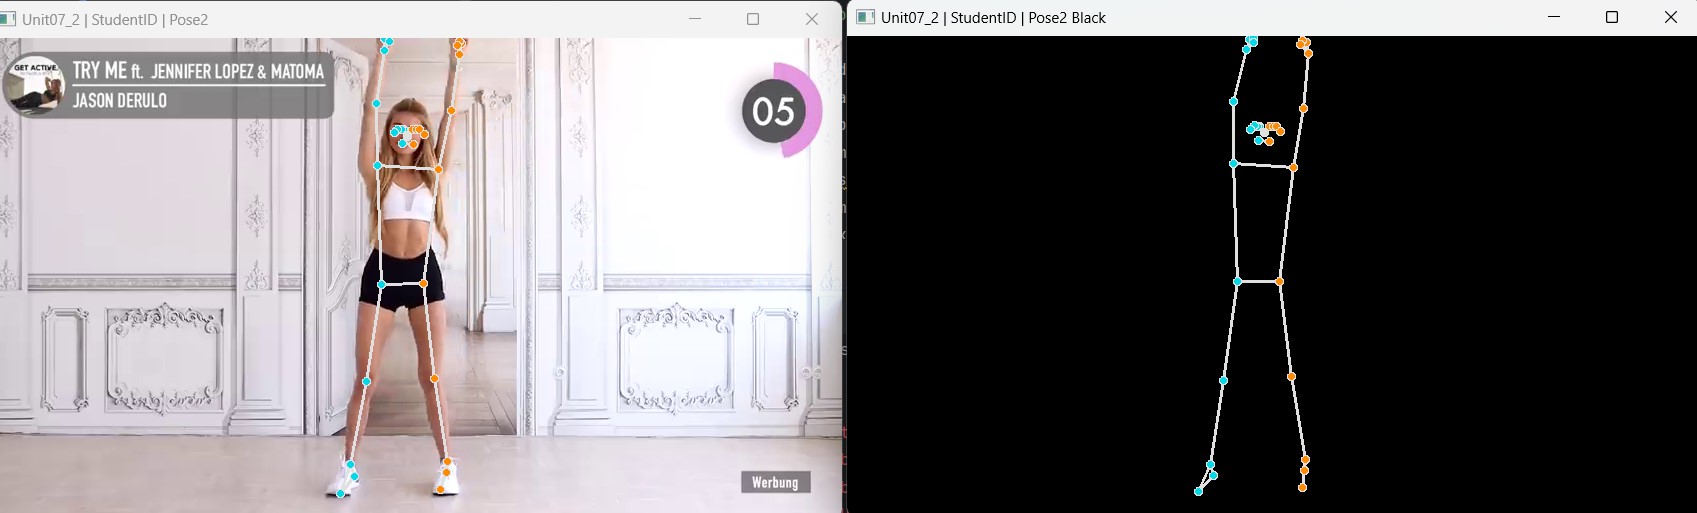 Unit07_2 | StudentID | Pose2
GET ACTIVE
TRY ME ft. JENNIFER LOPEZ & MATOMA
JASON DERULO
05
Werbung
Unit07_2 | StudentID | Pose2 Black